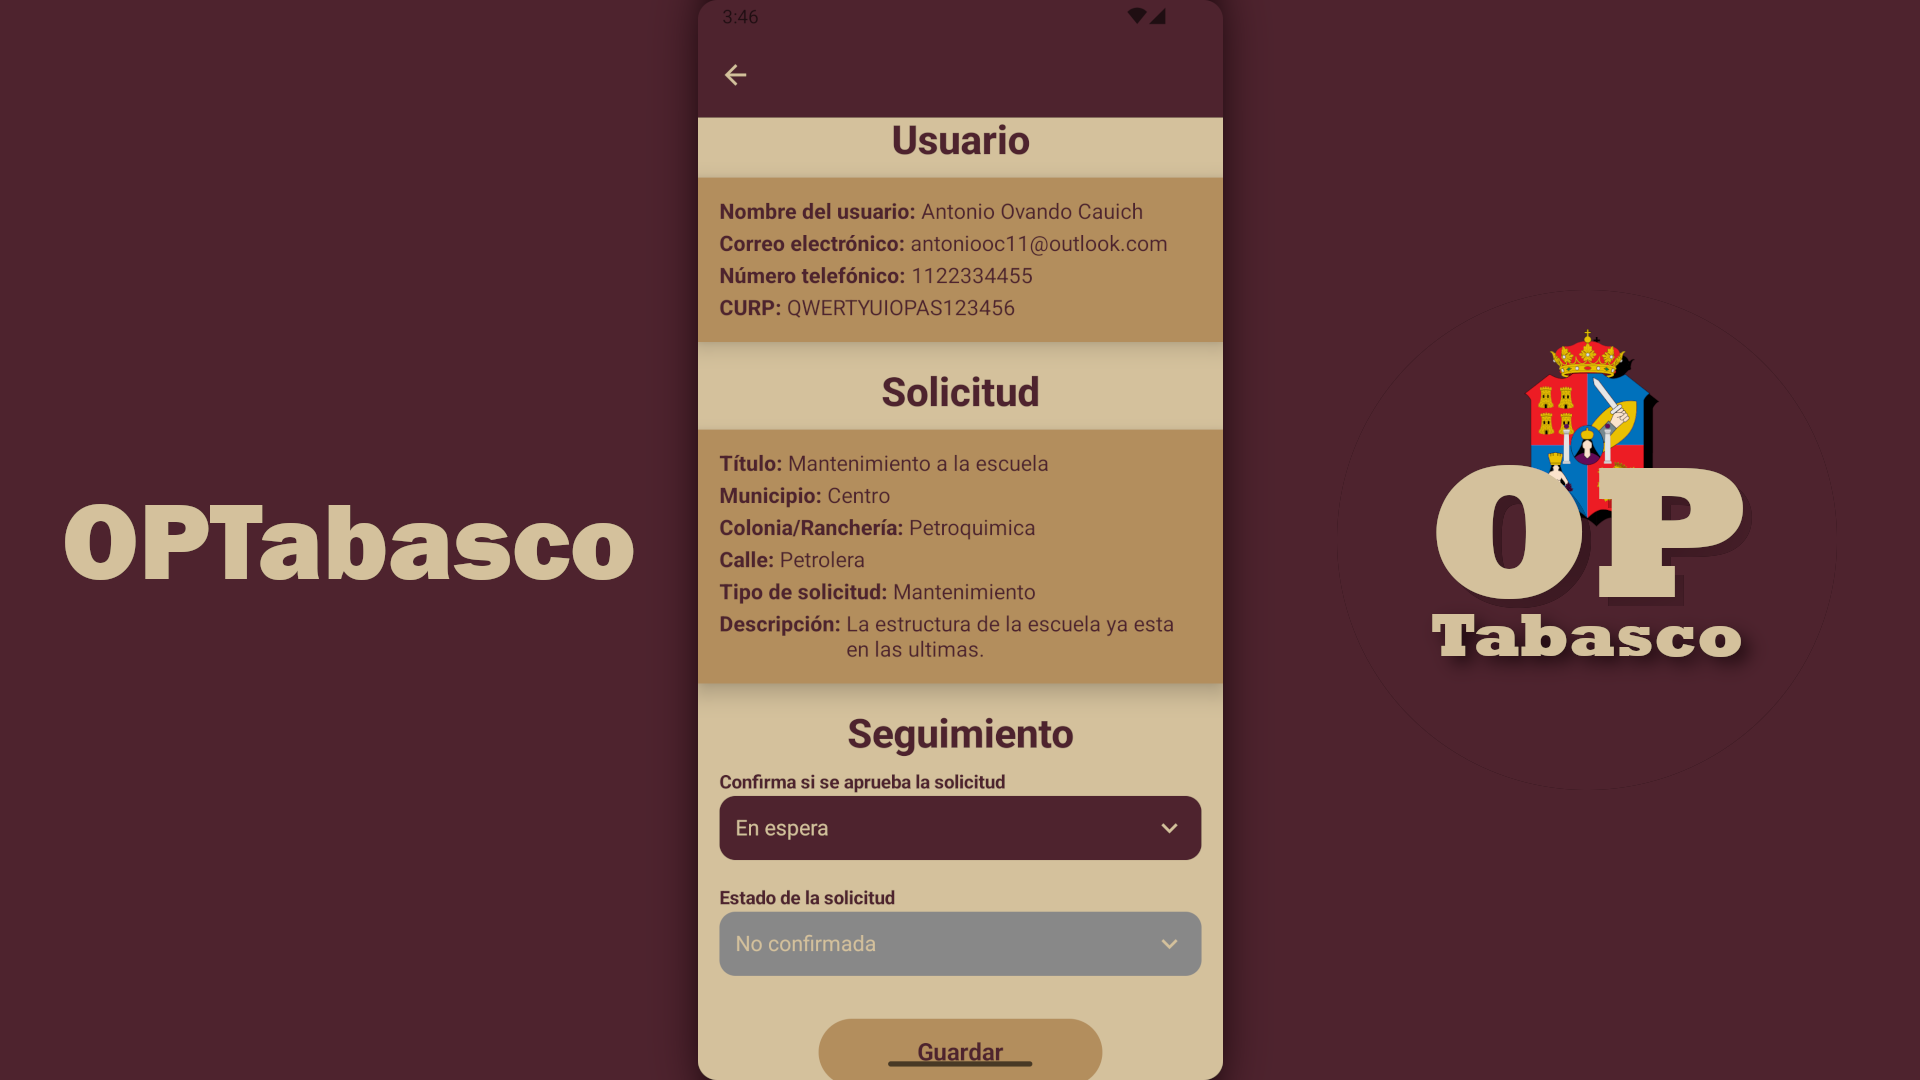 OPTabasco
3:46
Usuario
Nombre del usuario: Antonio Ovando Cauich
Correo electrónico: antoniooc11@outlook.com
Número telefónico: 1122334455
CURP: QWERTYUIOPAS123456
Solicitud
Título: Mantenimiento a la escuela
Municipio: Centro
Colonia/Ranchería: Petroquimica
Calle: Petrolera
Tipo de solicitud: Mantenimiento
Descripción: La estructura de la escuela ya esta
en las ultimas.
Seguimiento
Confirma si se aprueba la solicitud
En espera
Estado de la solicitud
No confirmada
Guardar
OP
Tabasco